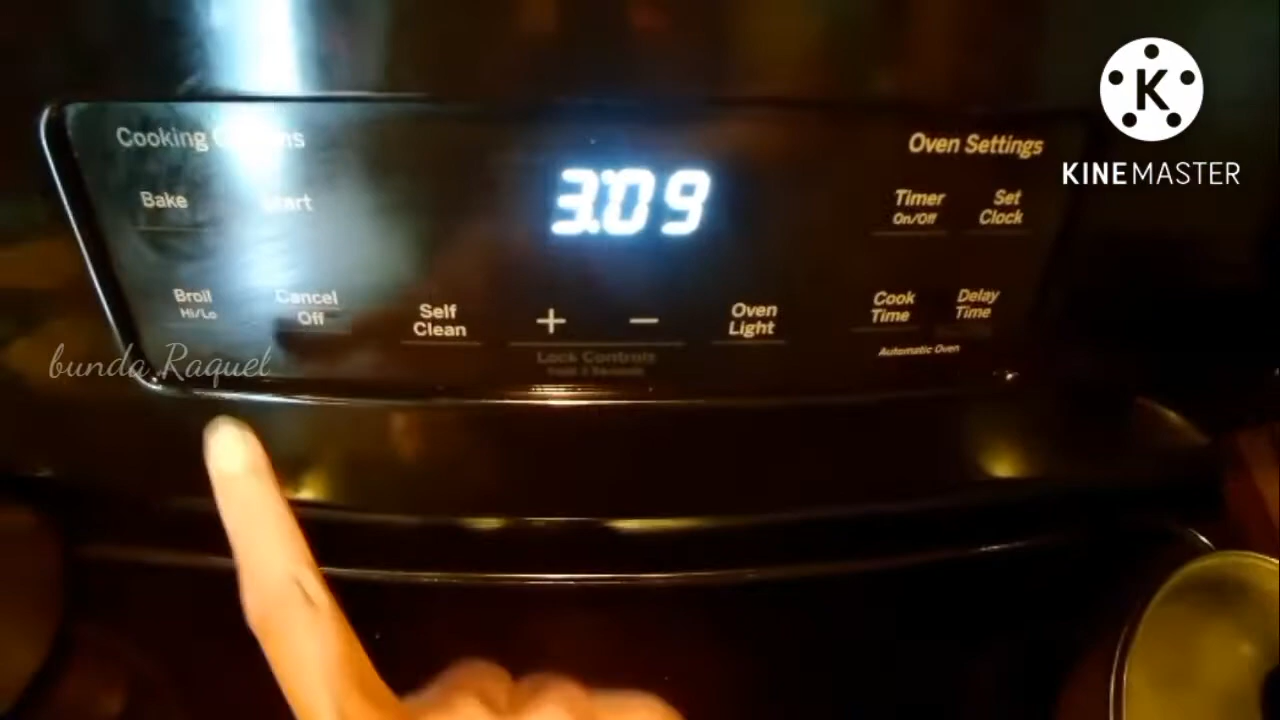 KINEMASTER
Cooking
Oven Settings
Bake
3:09
Timer
On/Off
Set
Clock
Broil
Hi/Lo
Cancel
Off
Self
Clean
+
−
Oven
Light
Cook
Time
Delay
Time
Automatic Oven
Lock Controls
bunda Raquel